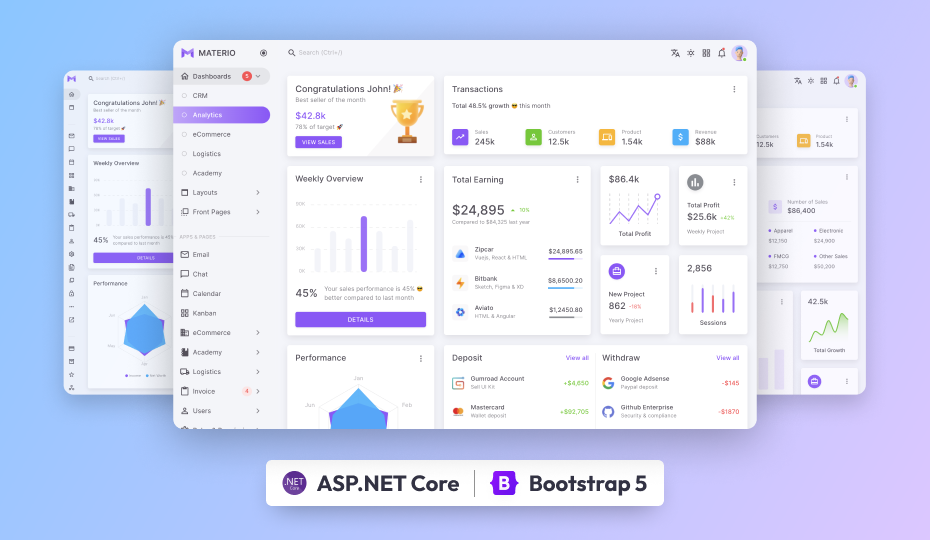 MATERIO
Search (Ctrl+/)
Dashboards 5
CRM
Analytics
eCommerce
Logistics
Academy
Layouts
Front Pages
APPS & PAGES
Email
Chat
Calendar
Kanban
eCommerce
Academy
Logistics
Invoice 4
Users
Congratulations John! 🎉
Best seller of the month
$42.8k
78% of target 🚀
VIEW SALES
Transactions
Total 48.5% growth 😎 this month
Sales
245k
Customers
12.5k
Product
1.54k
Revenue
$88k
Weekly Overview
90K
60K
30K
0K
45%
Your sales performance is 45% 😎
better compared to last month
DETAILS
Total Earning
$24,895 10%
Compared to $84,325 last year
Zipcar
Vuejs, React & HTML
$24,895.65
Bitbank
Sketch, Figma & XD
$8,6500.20
Aviato
HTML & Angular
$1,2450.80
$86.4k
Total Profit
Total Profit
$25.6k +42%
Weekly Project
New Project
862 -18%
Yearly Project
2,856
Sessions
Performance
Jan
Jun
Feb
Deposit
View all
Gumroad Account
Sell UI Kit
+$4,650
Mastercard
Wallet deposit
+$92,705
Withdraw
View all
Google Adsense
Paypal deposit
-$145
Github Enterprise
Security & compliance
-$1870
Congratulations John! 🎉
Best seller of the month
$42.8k
78% of target 🚀
VIEW SALES
Weekly Overview
45%
Your sales performance is 45% 😎
better compared to last month
DETAILS
Performance
Customers
12.5k
Product
1.54k
Number of Sales
$86,400
Apparel
$12,150
Electronic
$24,900
FMCG
$12,750
Other Sales
$50,200
42.5k
Total Growth
.NET
Core
ASP.NET Core
B
Bootstrap 5